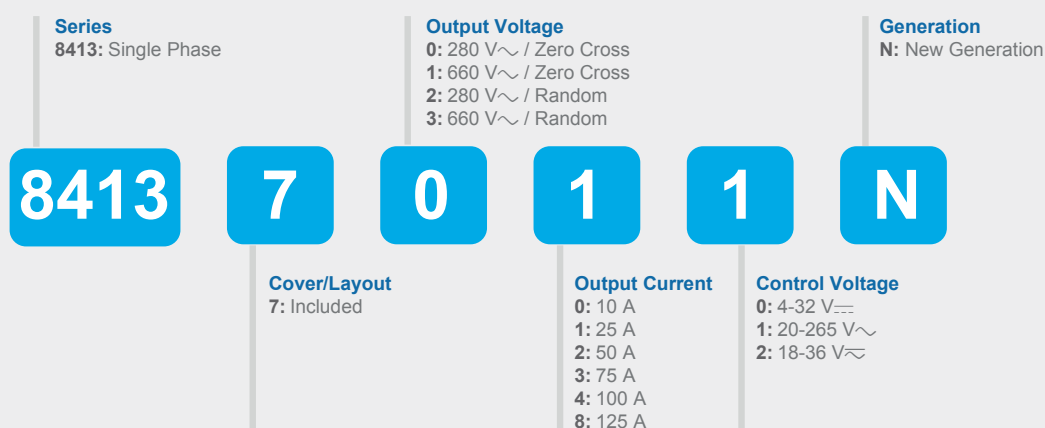 Series
8413: Single Phase
Output Voltage
0: 280 V∿ / Zero Cross
1: 660 V∿ / Zero Cross
2: 280 V∿ / Random
3: 660 V∿ / Random
Generation
N: New Generation
8413 7 0 1 1 N
Cover/Layout
7: Included
Output Current
0: 10 A
1: 25 A
2: 50 A
3: 75 A
4: 100 A
8: 125 A
Control Voltage
0: 4-32 V⎓
1: 20-265 V∿
2: 18-36 V⏦